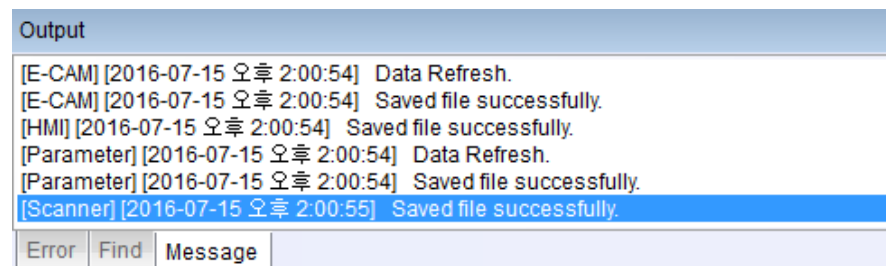 Output
[E-CAM] [2016-07-15 오후 2:00:54] Data Refresh.
[E-CAM] [2016-07-15 오후 2:00:54] Saved file successfully.
[HMI] [2016-07-15 오후 2:00:54] Saved file successfully.
[Parameter] [2016-07-15 오후 2:00:54] Data Refresh.
[Parameter] [2016-07-15 오후 2:00:54] Saved file successfully.
[Scanner] [2016-07-15 오후 2:00:55] Saved file successfully.
Error Find Message